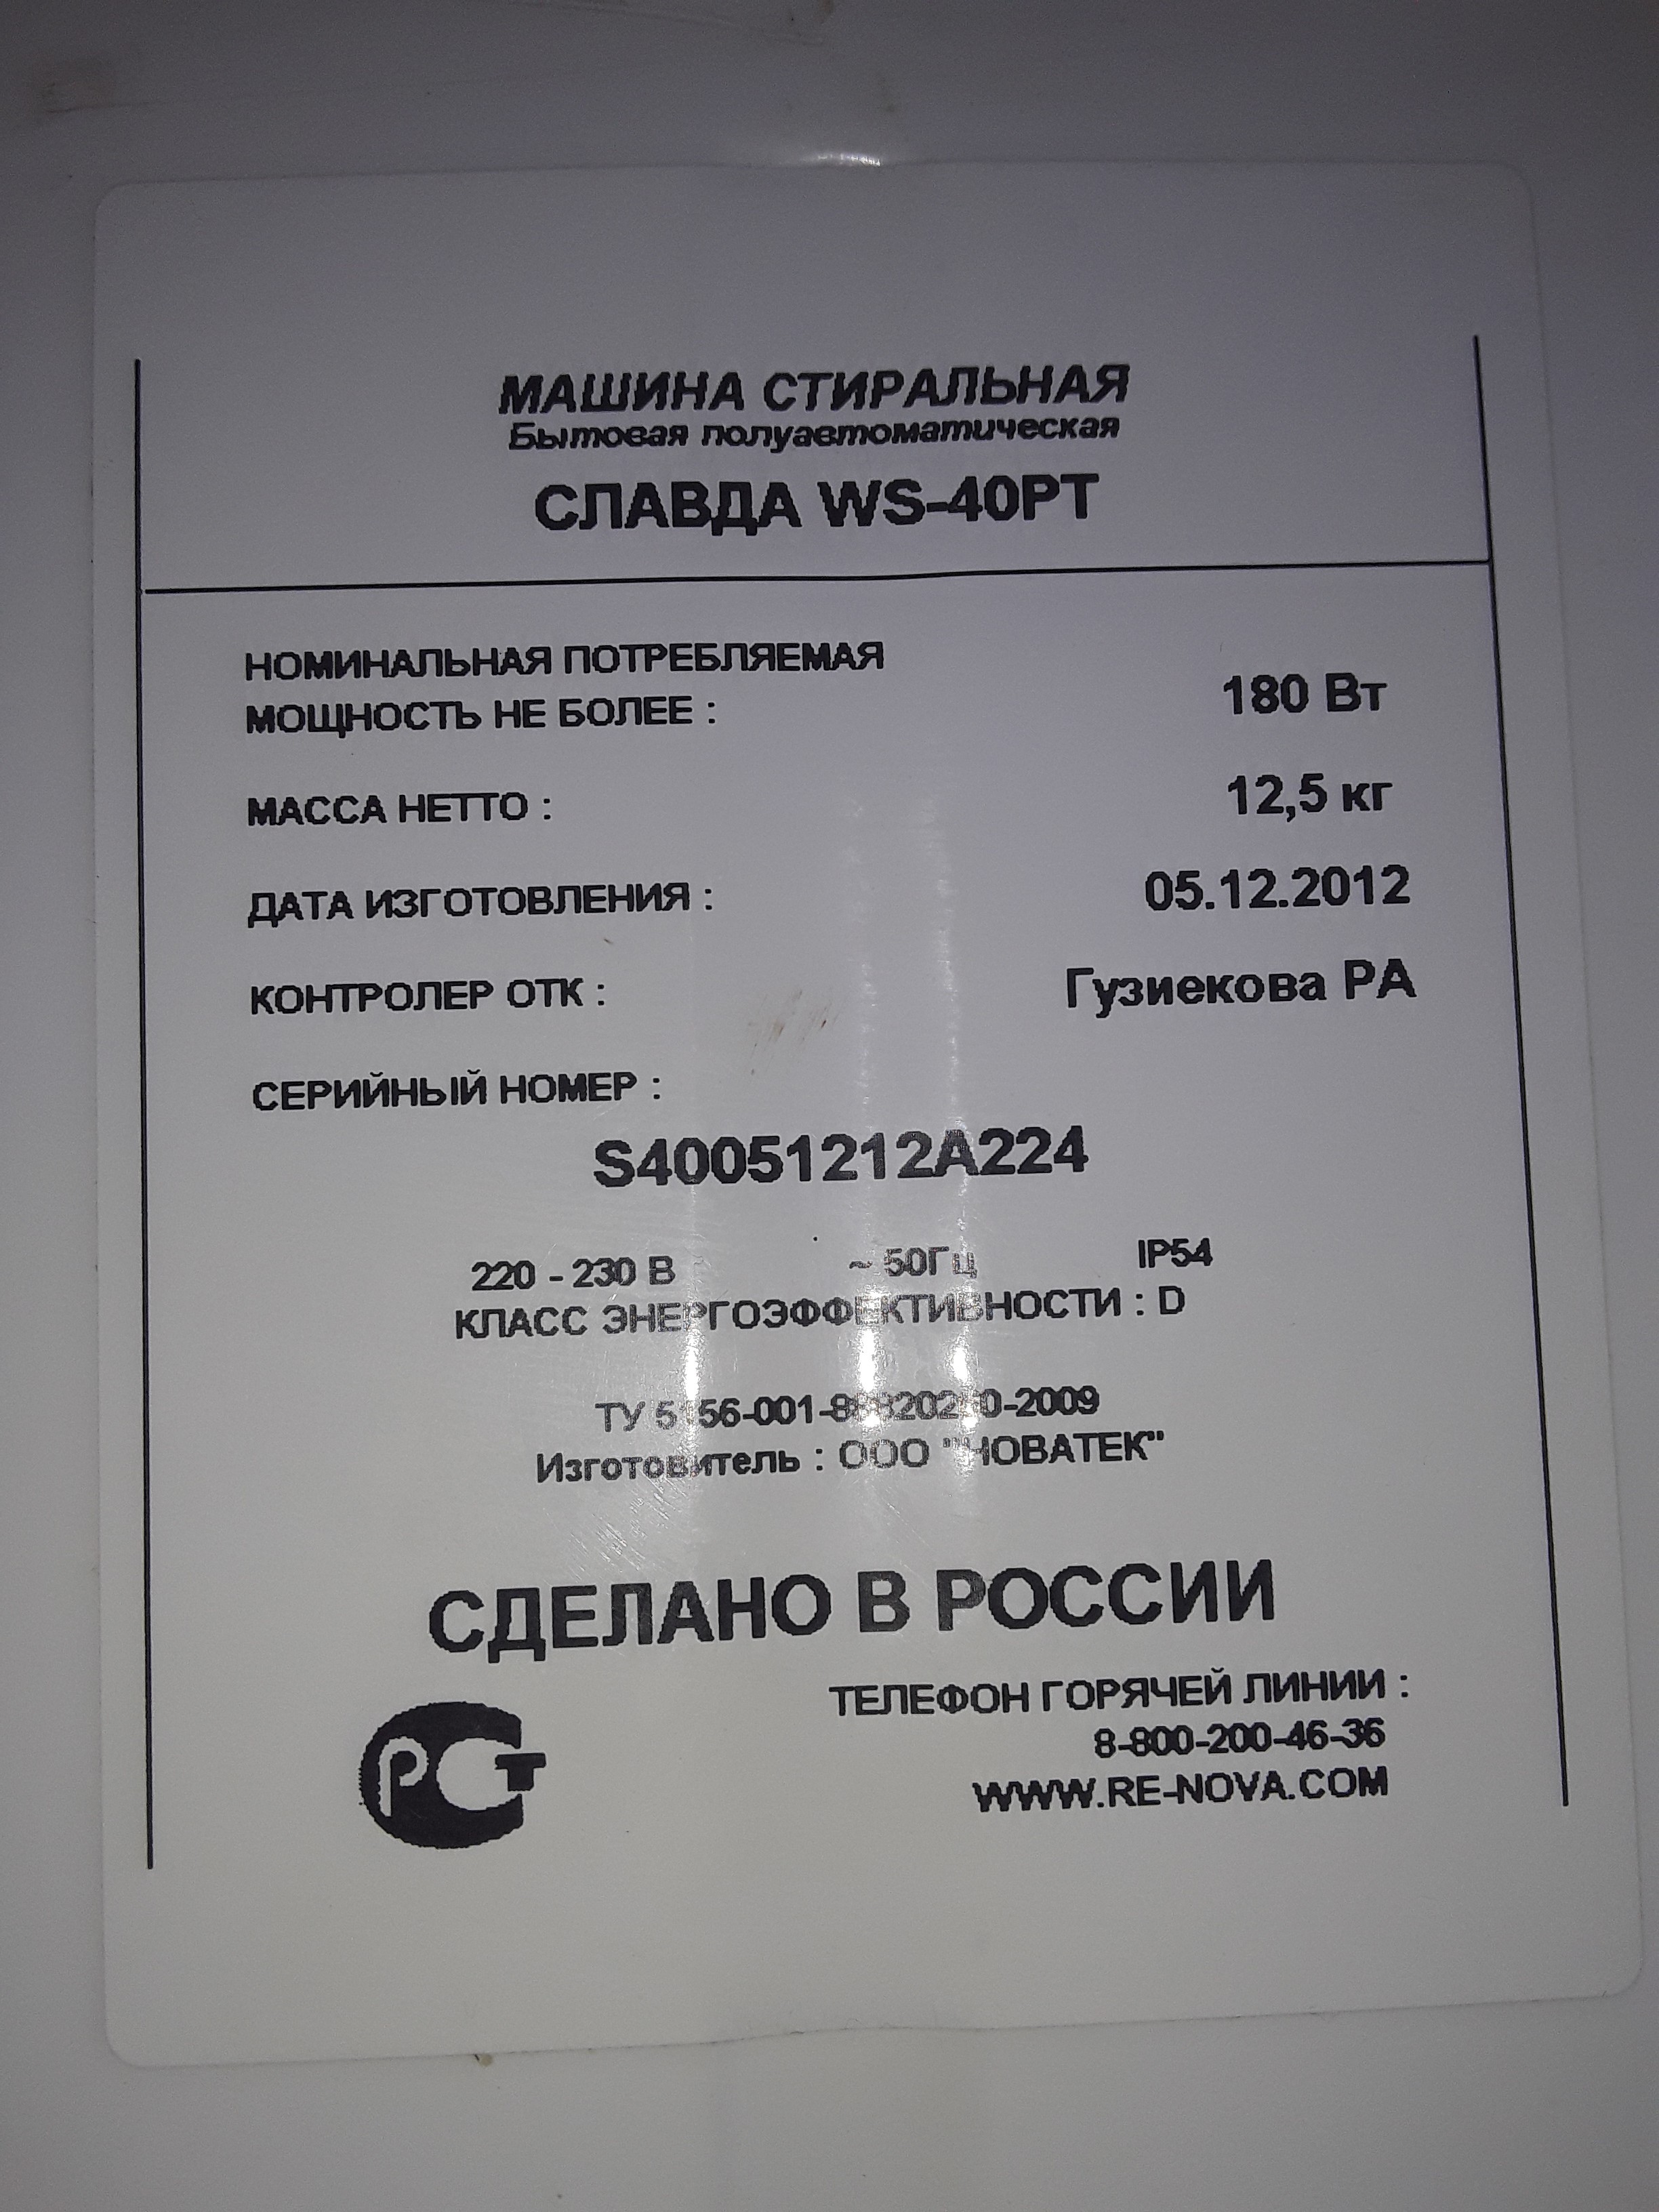 МАШИНА СТИРАЛЬНАЯ
Бытовая полуавтоматическая
СЛАВДА WS-40PT
НОМИНАЛЬНАЯ ПОТРЕБЛЯЕМАЯ
МОЩНОСТЬ НЕ БОЛЕЕ : 180 Вт
МАССА НЕТТО : 12,5 кг
ДАТА ИЗГОТОВЛЕНИЯ : 05.12.2012
КОНТРОЛЕР ОТК : Гузиекова РА
СЕРИЙНЫЙ НОМЕР :
S40051212A224
220 - 230 В ~ 50Гц IP54
КЛАСС ЭНЕРГОЭФФЕКТИВНОСТИ : D
ТУ
Изготовитель : ООО "НОВАТЕК"
СДЕЛАНО В РОССИИ
РСТ
ТЕЛЕФОН ГОРЯЧЕЙ ЛИНИИ :
8-800-200-46-36
WWW.RE-NOVA.COM